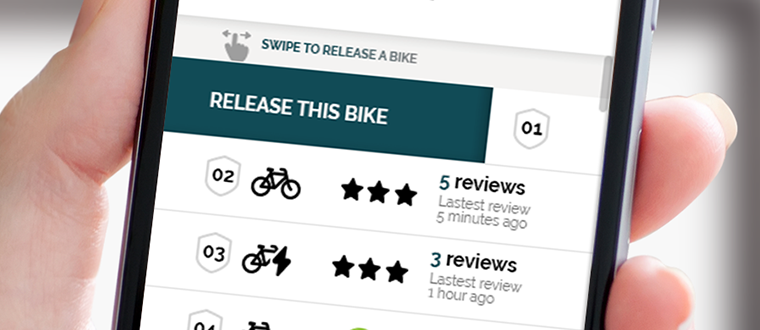 SWIPE TO RELEASE A BIKE
RELEASE THIS BIKE
01
02
5 reviews
Lastest review
5 minutes ago
03
3 reviews
Lastest review
1 hour ago
04